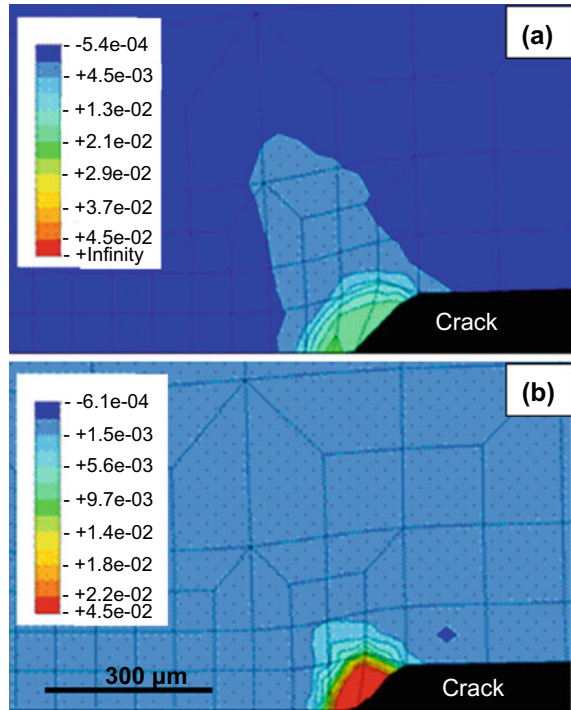 (a)
- -5.4e-04
- +4.5e-03
- +1.3e-02
- +2.1e-02
- +2.9e-02
- +3.7e-02
- +4.5e-02
- +Infinity
Crack
(b)
- -6.1e-04
- +1.5e-03
- +5.6e-03
- +9.7e-03
- +1.4e-02
- +1.8e-02
- +2.2e-02
- +4.5e-02
300 µm
Crack